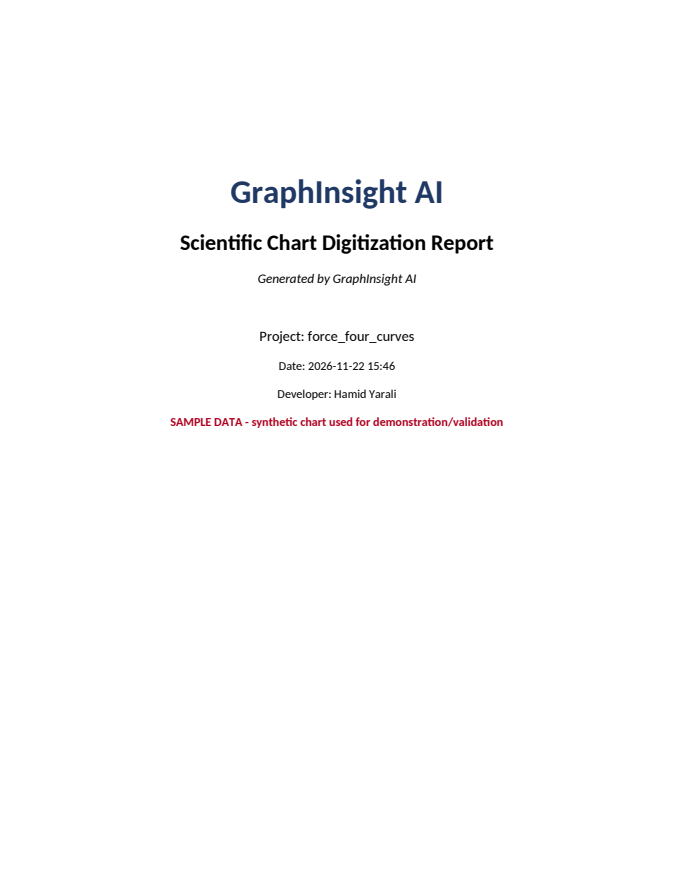 GraphInsight AI
Scientific Chart Digitization Report
Generated by GraphInsight AI
Project: force_four_curves
Date: 2026-11-22 15:46
Developer: Hamid Yarali
SAMPLE DATA - synthetic chart used for demonstration/validation